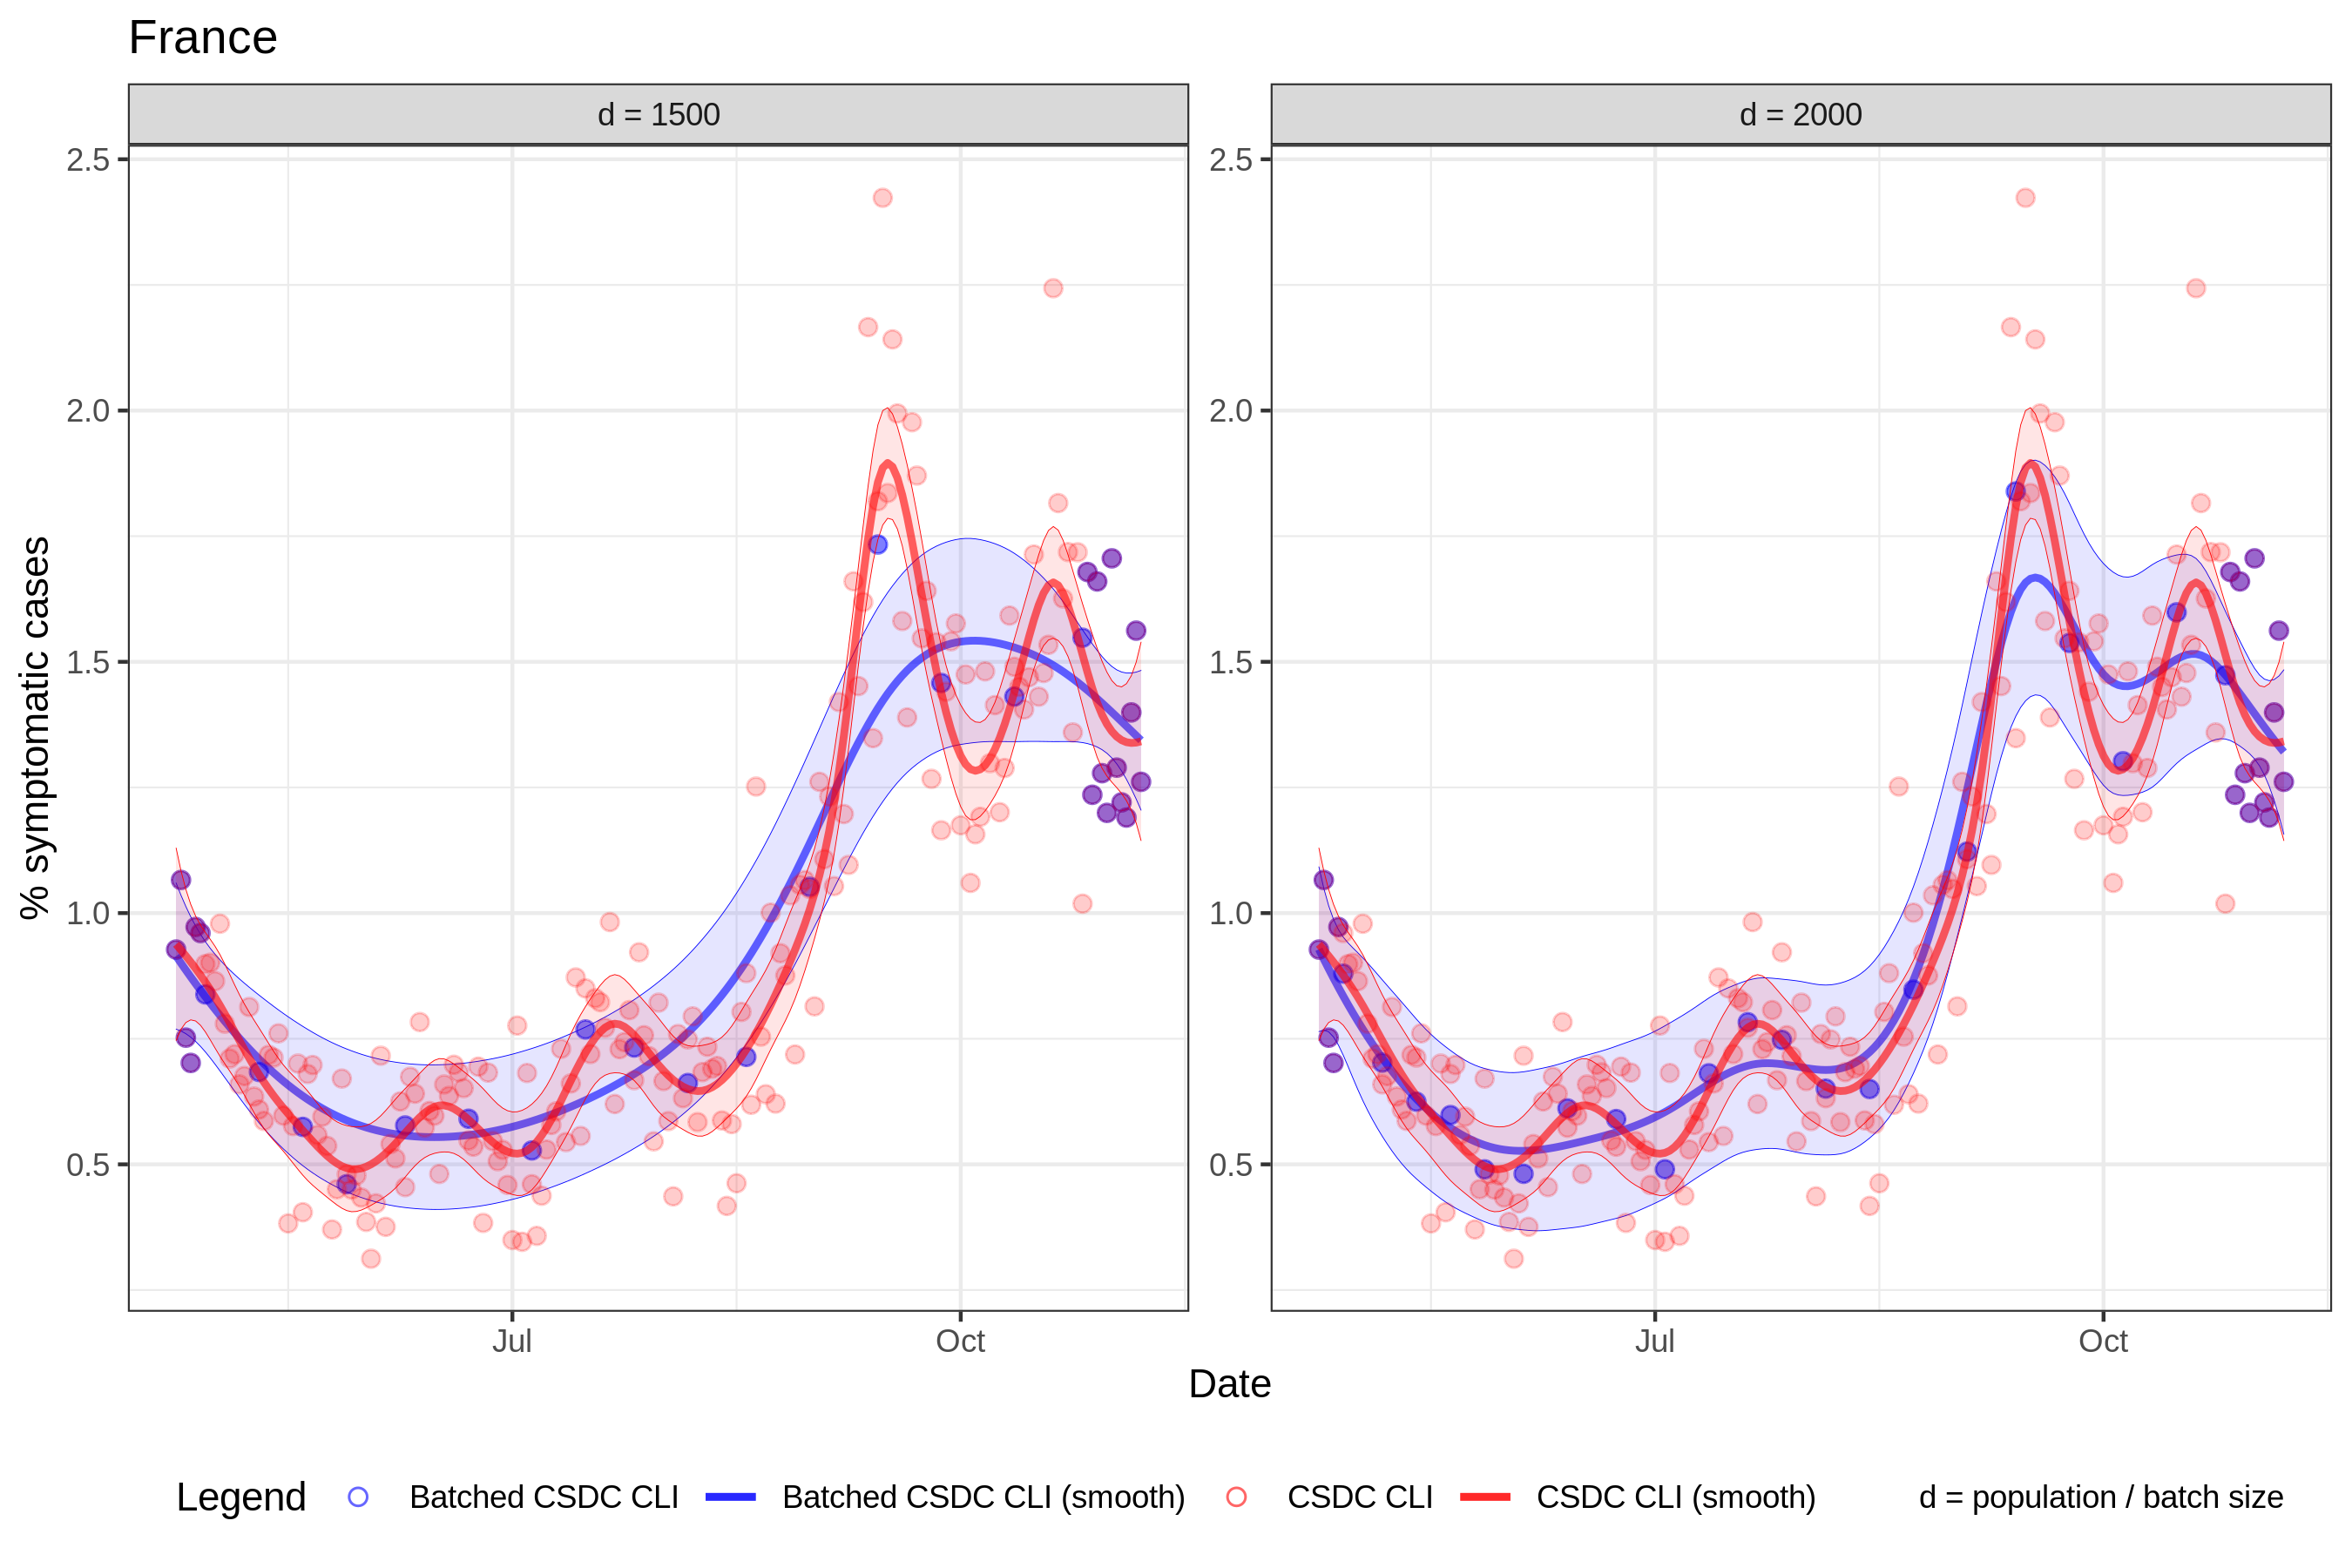 France
d = 1500
d = 2000
% symptomatic cases
2.5
2.0
1.5
1.0
0.5
2.5
2.0
1.5
1.0
0.5
Jul
Oct
Jul
Oct
Date
Legend
Batched CSDC CLI
Batched CSDC CLI (smooth)
CSDC CLI
CSDC CLI (smooth)
d = population / batch size